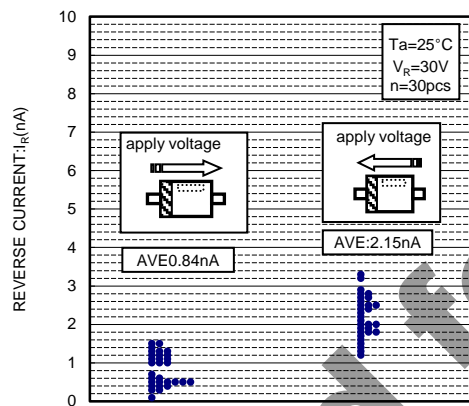 10
9
8
7
6
5
4
3
2
1
0
REVERSE CURRENT:IR(nA)
Ta=25°C
VR=30V
n=30pcs
apply voltage
AVE0.84nA
apply voltage
AVE:2.15nA